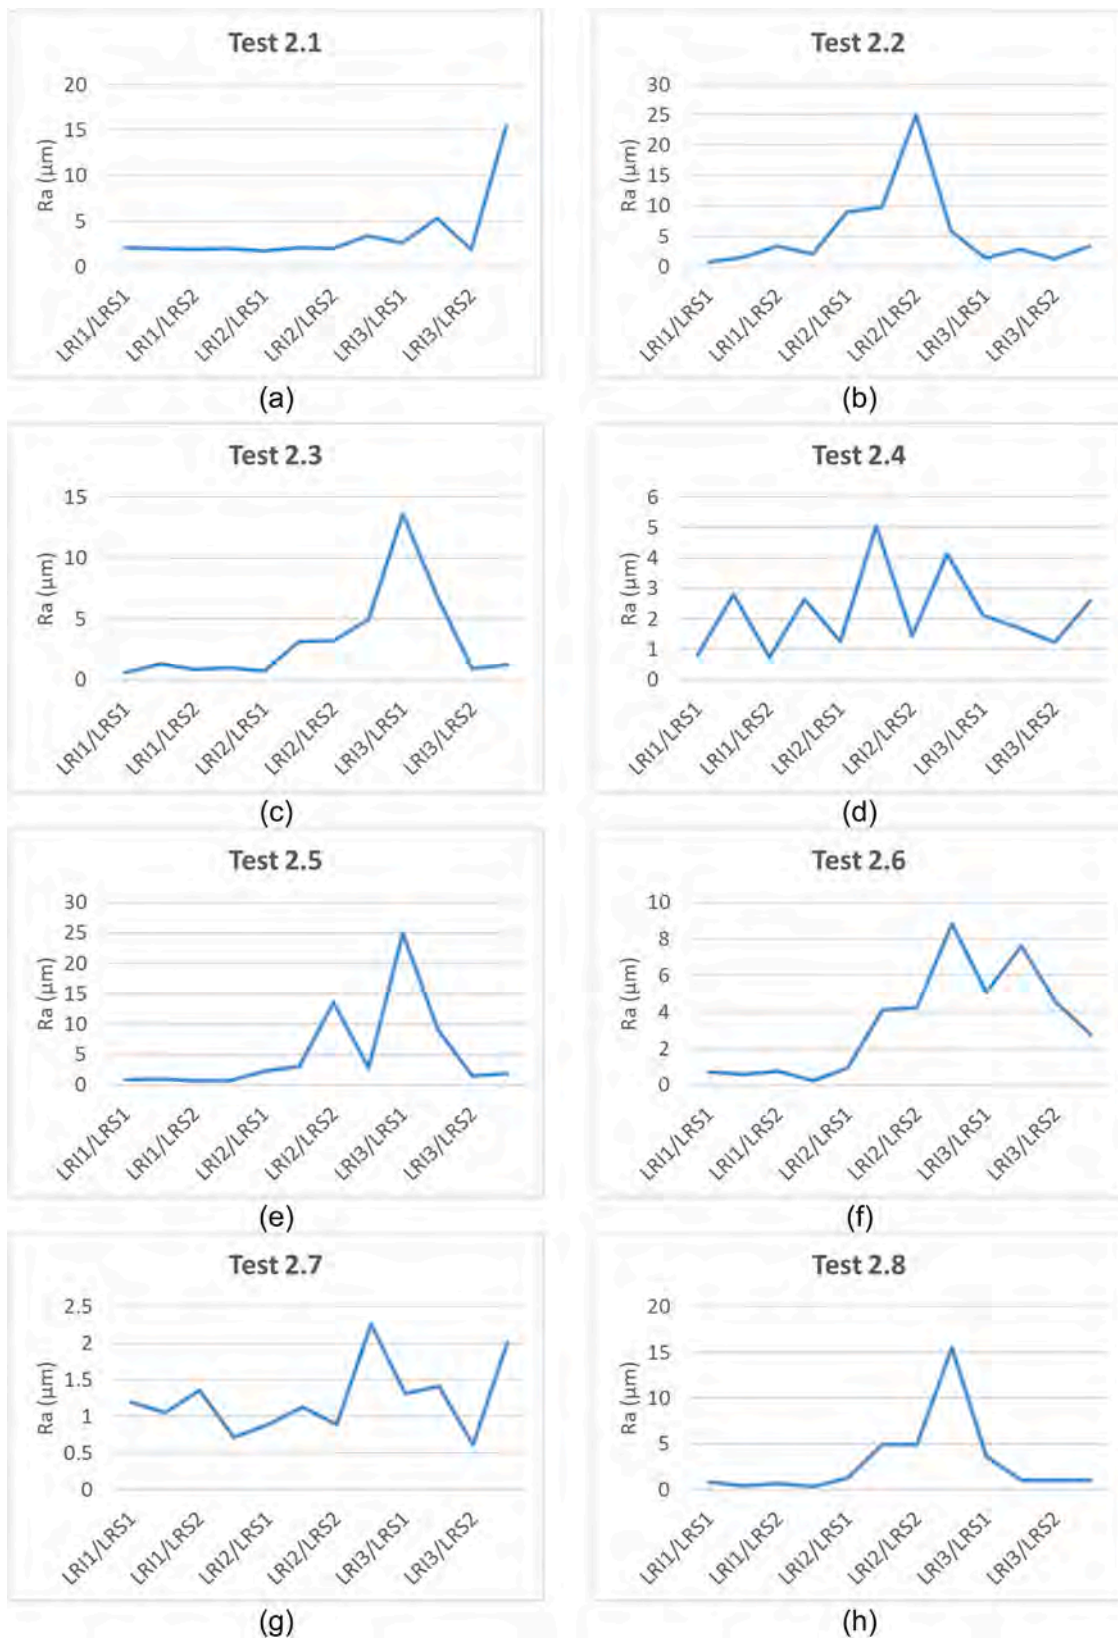 Test 2.1
20
15
10
5
0
Ra (µm)
LRI1/LRS1
LRI1/LRS2
LRI2/LRS1
LRI2/LRS2
LRI3/LRS1
LRI3/LRS2
(a)
Test 2.2
30
25
20
15
10
5
0
Ra (µm)
LRI1/LRS1
LRI1/LRS2
LRI2/LRS1
LRI2/LRS2
LRI3/LRS1
LRI3/LRS2
(b)
Test 2.3
15
10
5
0
Ra (µm)
LRI1/LRS1
LRI1/LRS2
LRI2/LRS1
LRI2/LRS2
LRI3/LRS1
LRI3/LRS2
(c)
Test 2.4
6
5
4
3
2
1
0
Ra (µm)
LRI1/LRS1
LRI1/LRS2
LRI2/LRS1
LRI2/LRS2
LRI3/LRS1
LRI3/LRS2
(d)
Test 2.5
30
25
20
15
10
5
0
Ra (µm)
LRI1/LRS1
LRI1/LRS2
LRI2/LRS1
LRI2/LRS2
LRI3/LRS1
LRI3/LRS2
(e)
Test 2.6
10
8
6
4
2
0
Ra (µm)
LRI1/LRS1
LRI1/LRS2
LRI2/LRS1
LRI2/LRS2
LRI3/LRS1
LRI3/LRS2
(f)
Test 2.7
2.5
2
1.5
1
0.5
0
Ra (µm)
LRI1/LRS1
LRI1/LRS2
LRI2/LRS1
LRI2/LRS2
LRI3/LRS1
LRI3/LRS2
(g)
Test 2.8
20
15
10
5
0
Ra (µm)
LRI1/LRS1
LRI1/LRS2
LRI2/LRS1
LRI2/LRS2
LRI3/LRS1
LRI3/LRS2
(h)